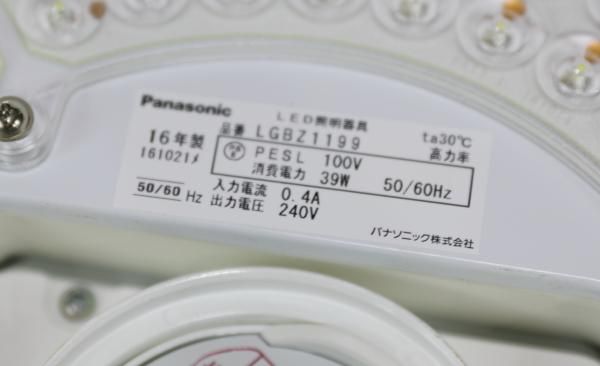 Panasonic
LED照明器具
16年製 品番 LGBZ1199 ta30℃
161021〆 PESL 100V 高力率
消費電力 39W 50/60Hz
50/60 Hz 入力電流 0.4A
出力電圧 240V
パナソニック株式会社